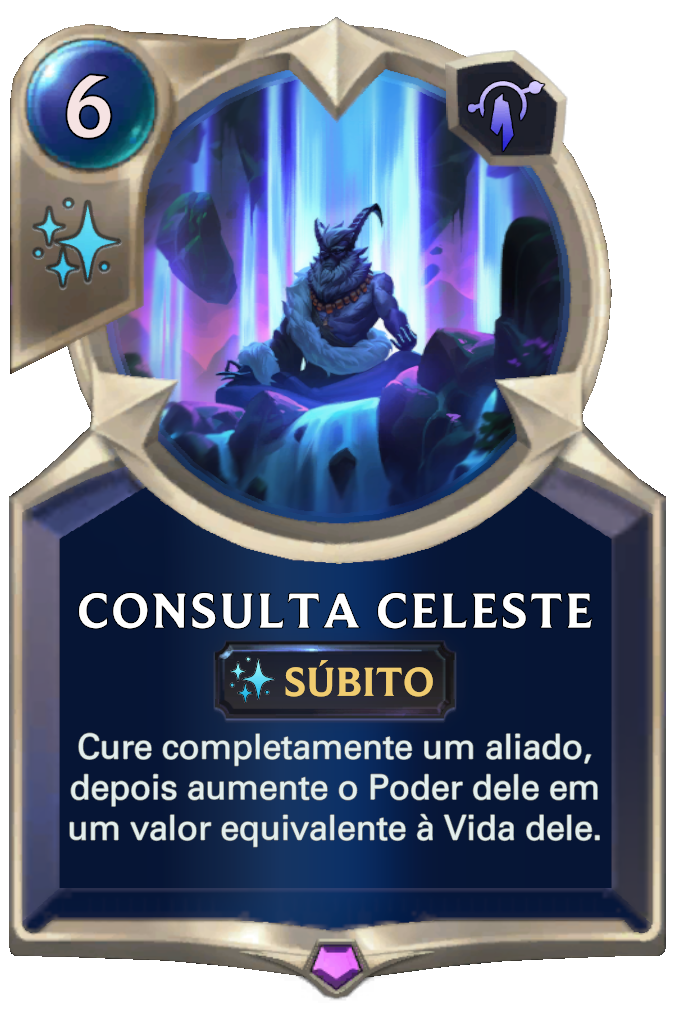 6
CONSULTA CELESTE
SÚBITO
Cure completamente um aliado,
depois aumente o Poder dele em
um valor equivalente à Vida dele.